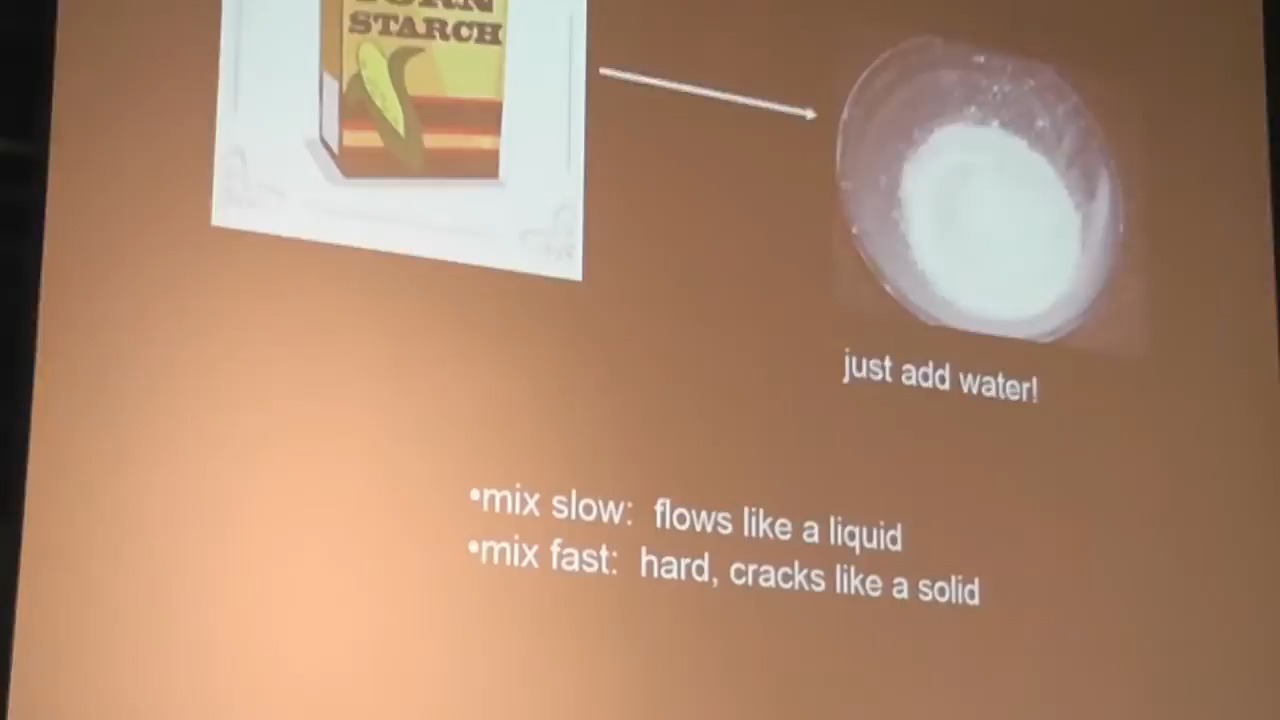 STARCH
just add water!
•mix slow: flows like a liquid
•mix fast: hard, cracks like a solid